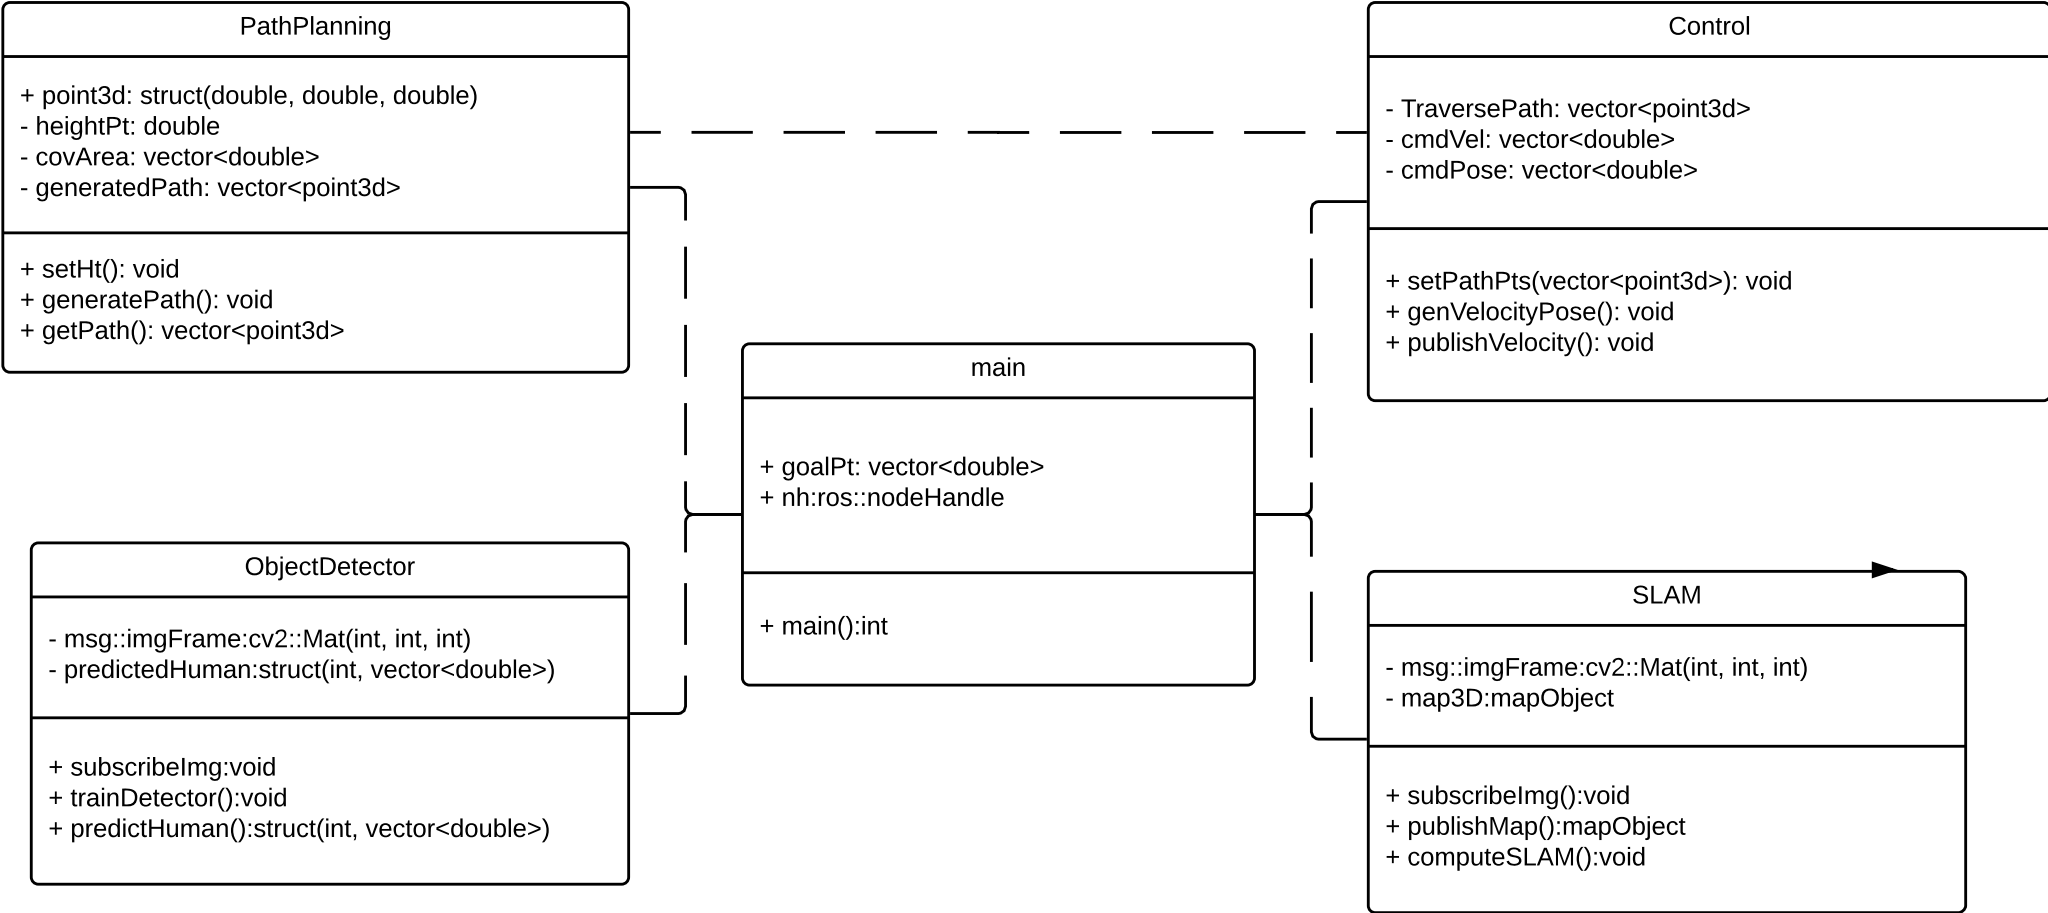 PathPlanning
+ point3d: struct(double, double, double)
- heightPt: double
- covArea: vector<double>
- generatedPath: vector<point3d>
+ setHt(): void
+ generatePath(): void
+ getPath(): vector<point3d>
Control
- TraversePath: vector<point3d>
- cmdVel: vector<double>
- cmdPose: vector<double>
+ setPathPts(vector<point3d>): void
+ genVelocityPose(): void
+ publishVelocity(): void
main
+ goalPt: vector<double>
+ nh:ros::nodeHandle
+ main():int
ObjectDetector
- msg::imgFrame:cv2::Mat(int, int, int)
- predictedHuman:struct(int, vector<double>)
+ subscribeImg:void
+ trainDetector():void
+ predictHuman():struct(int, vector<double>)
SLAM
- msg::imgFrame:cv2::Mat(int, int, int)
- map3D:mapObject
+ subscribeImg():void
+ publishMap():mapObject
+ computeSLAM():void